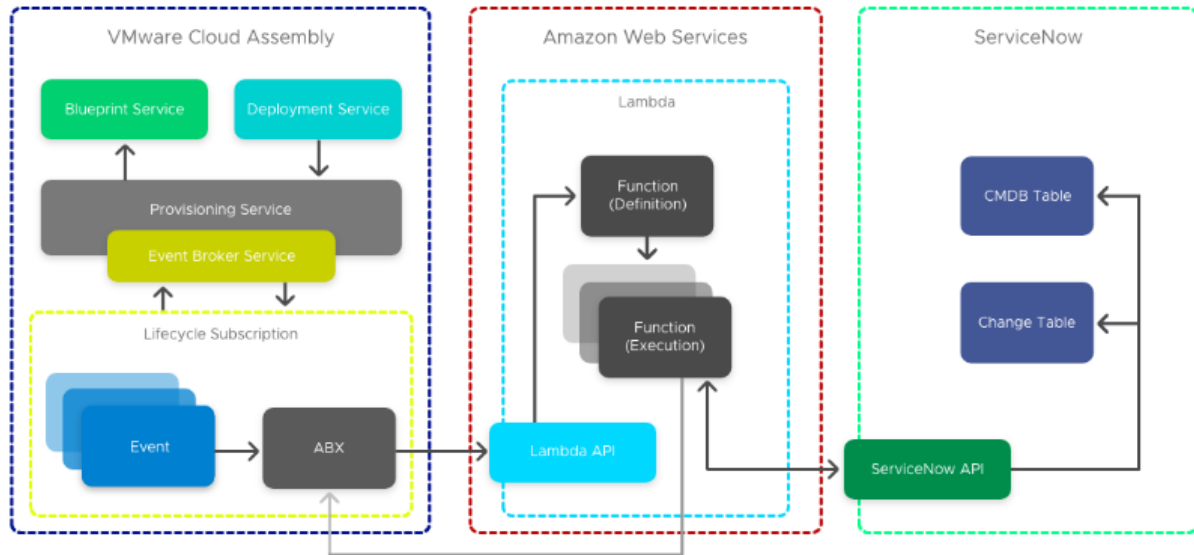 VMware Cloud Assembly
Blueprint Service
Deployment Service
Provisioning Service
Event Broker Service
Lifecycle Subscription
Event
ABX
Amazon Web Services
Lambda
Function
(Definition)
Function
(Execution)
Lambda API
ServiceNow
CMDB Table
Change Table
ServiceNow API